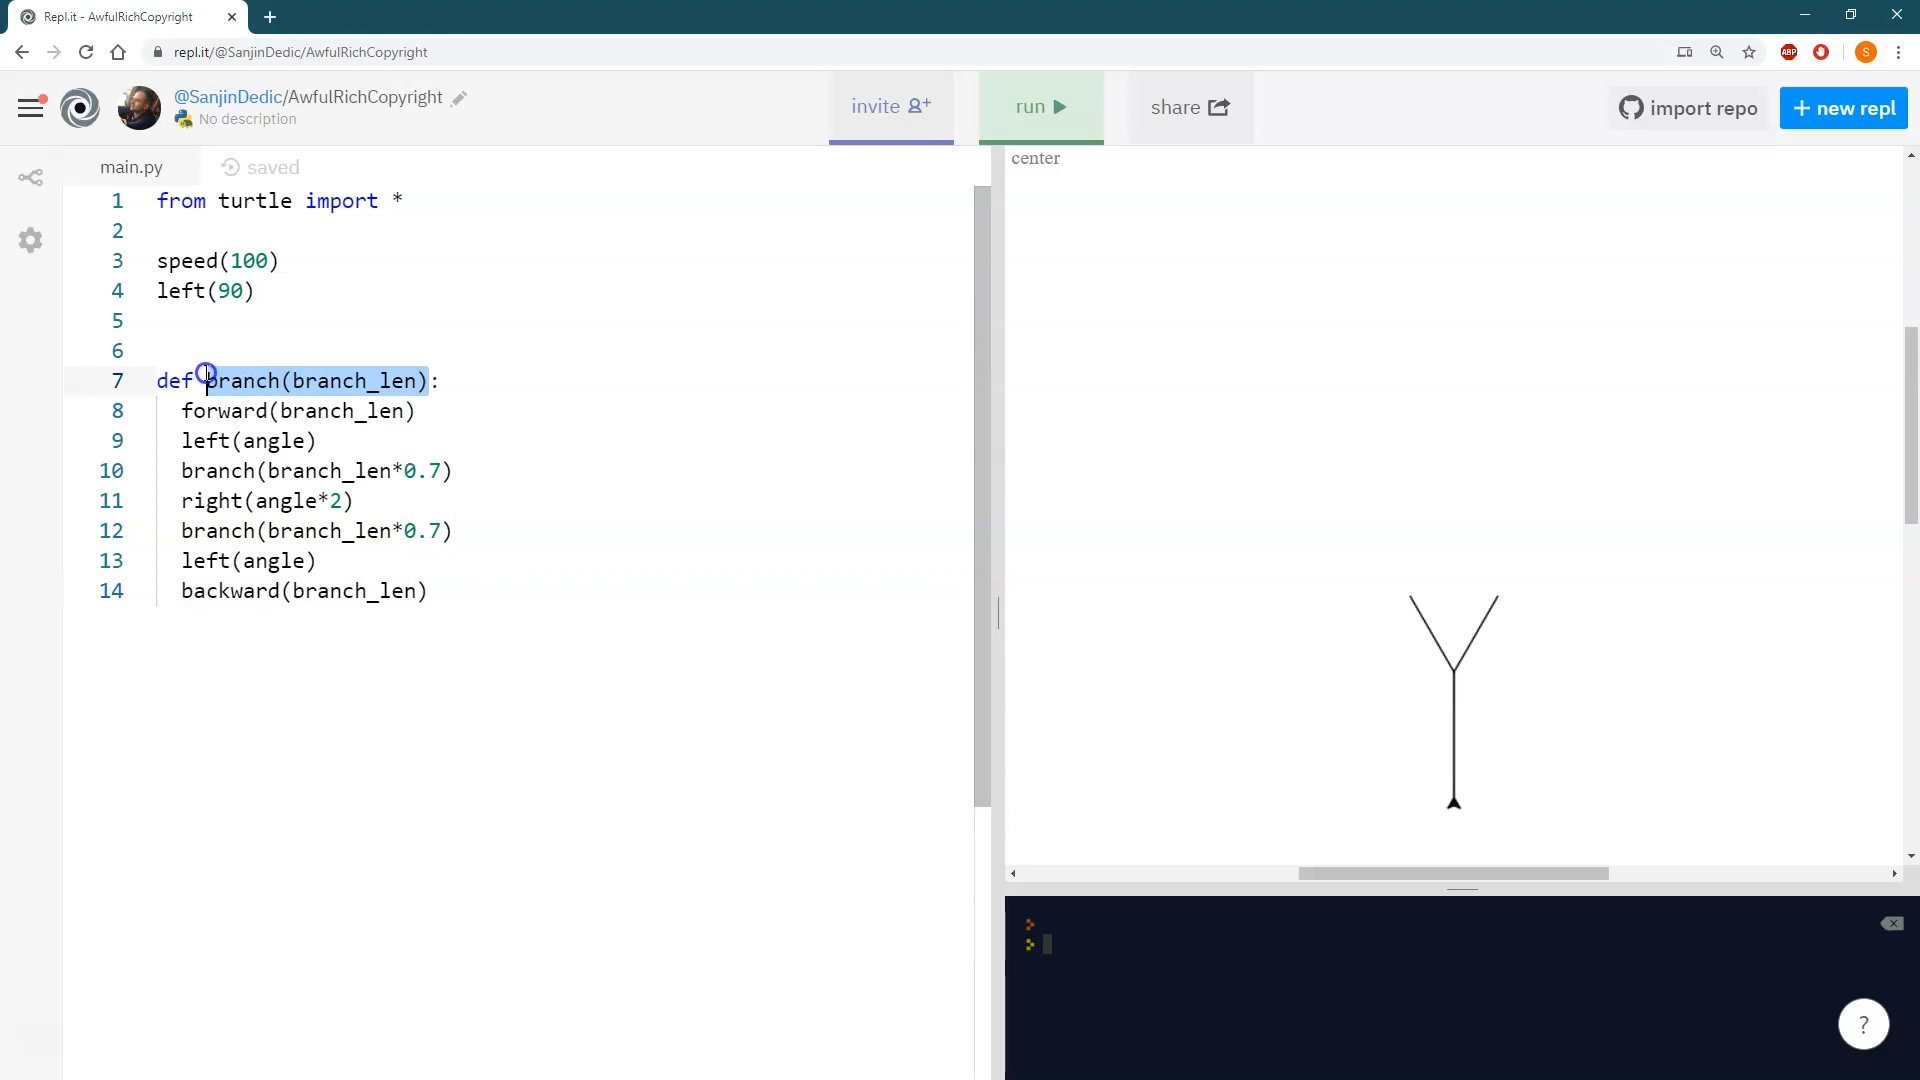 Repl.it - AwfulRichCopyright
repl.it/@SanjinDedic/AwfulRichCopyright
ABP
S
@SanjinDedic/AwfulRichCopyright
No description
invite
run
share
import repo
+ new repl
main.py
saved
center
1 from turtle import *
2
3 speed(100)
4 left(90)
5
6
7 def branch(branch_len):
8 forward(branch_len)
9 left(angle)
10 branch(branch_len*0.7)
11 right(angle*2)
12 branch(branch_len*0.7)
13 left(angle)
14 backward(branch_len)
?